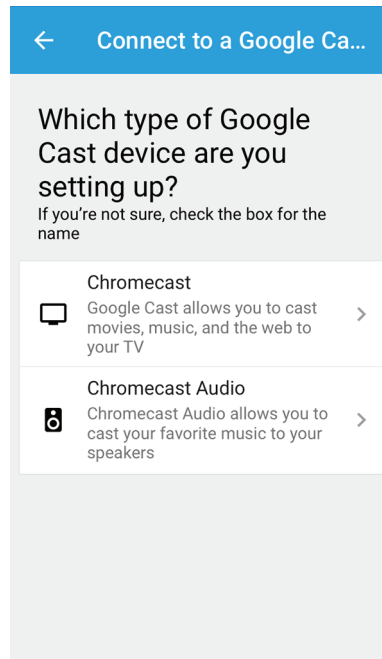 Connect to a Google Ca...
Which type of Google
Cast device are you
setting up?
If you're not sure, check the box for the
name
Chromecast
Google Cast allows you to cast
movies, music, and the web to
your TV
Chromecast Audio
Chromecast Audio allows you to
cast your favorite music to your
speakers